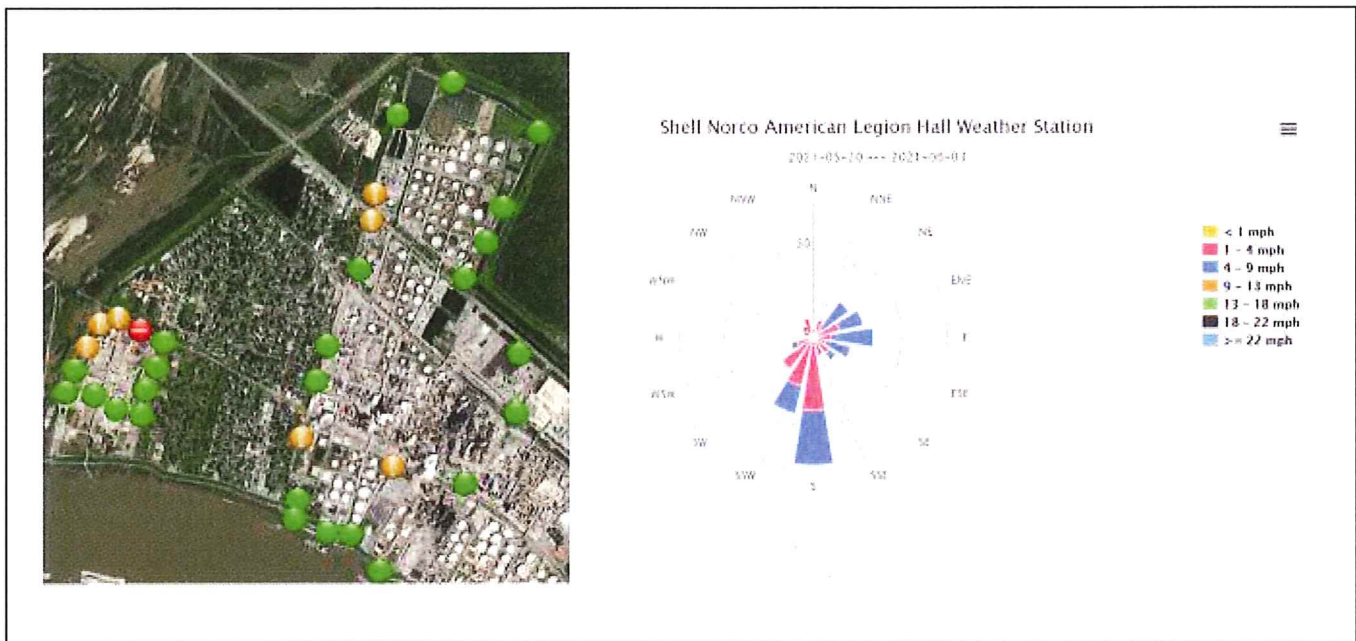 Shell Norco American Legion Hall Weather Station
N
NNW
NNE
NW
NE
50
WNW
ENE
W
E
WSW
ESE
SW
SE
SSW
SSE
S
< 1 mph
1 - 4 mph
4 - 9 mph
9 - 13 mph
13 - 18 mph
18 - 22 mph
>= 22 mph